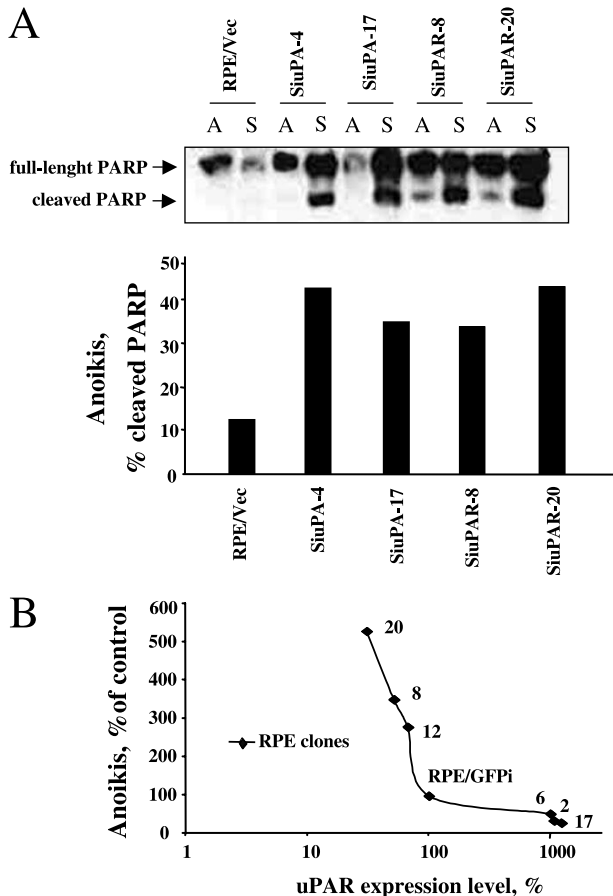 A
RPE/Vec SiuPA-4 SiuPA-17 SiuPAR-8 SiuPAR-20
A S A S A S A S A S
full-lenght PARP
cleaved PARP
Anoikis,
% cleaved PARP
50
40
30
20
10
0
RPE/Vec SiuPA-4 SiuPA-17 SiuPAR-8 SiuPAR-20
B
Anoikis, % of control
600
500
400
300
200
100
0
20
8
12
RPE clones
RPE/GFPi
6 2
17
1 10 100 1000
uPAR expression level, %